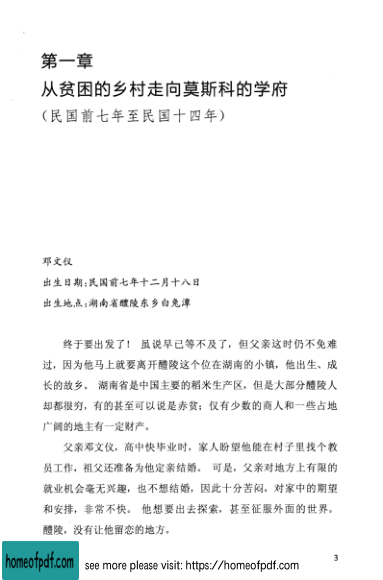 第一章
从贫困的乡村走向莫斯科的学府
(民国前七年至民国十四年)
邓文仪
出生日期:民国前七年十二月十八日
出生地点:湖南省醴陵东乡白兔潭
终于要出发了! 虽说早已等不及了,但父亲这时仍不免难
过,因为他马上就要离开醴陵这个位在湖南的小镇,他出生、成
长的故乡。 湖南省是中国主要的稻米生产区,但是大部分醴陵人
却都很穷,有的甚至可以说是赤贫;仅有少数的商人和一些占地
广阔的地主有一定财产。
父亲邓文仪,高中快毕业时,家人盼望他能在村子里找个教
员工作,祖父还准备为他定亲结婚。 可是,父亲对地方上有限的
就业机会毫无兴趣,也不想结婚,因此十分苦闷,对家中的期望
和安排,非常不快。 他想要出去探索,甚至征服外面的世界。
醴陵,没有让他留恋的地方。
3
homeofpdf.com
see more please visit: https://homeofpdf.com